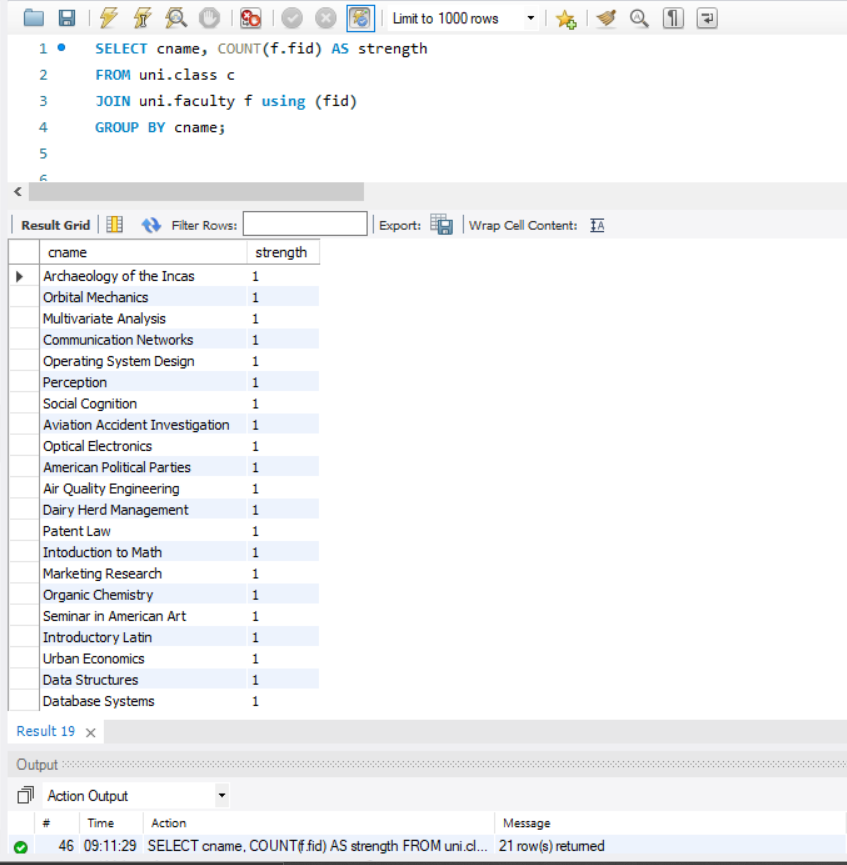 Limit to 1000 rows
1 SELECT cname, COUNT(f.fid) AS strength
2 FROM uni.class c
3 JOIN uni.faculty f using (fid)
4 GROUP BY cname;
5
6
Result Grid Filter Rows: Export: Wrap Cell Content: IA
cname strength
Archaeology of the Incas 1
Orbital Mechanics 1
Multivariate Analysis 1
Communication Networks 1
Operating System Design 1
Perception 1
Social Cognition 1
Aviation Accident Investigation 1
Optical Electronics 1
American Political Parties 1
Air Quality Engineering 1
Dairy Herd Management 1
Patent Law 1
Intoduction to Math 1
Marketing Research 1
Organic Chemistry 1
Seminar in American Art 1
Introductory Latin 1
Urban Economics 1
Data Structures 1
Database Systems 1
Result 19
Output
Action Output
# Time Action Message
46 09:11:29 SELECT cname, COUNT(f.fid) AS strength FROM uni.cl... 21 row(s) returned